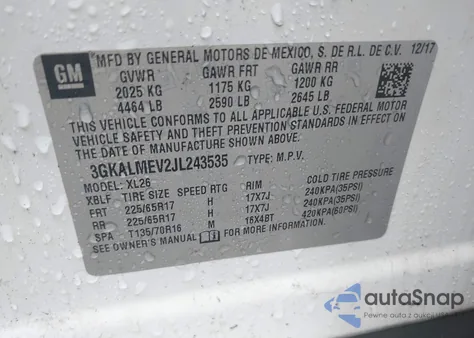 GM
MFD BY GENERAL MOTORS DE MEXICO, S. DE R.L. DE C.V. 12/17
GVWR GAWR FRT GAWR RR
2025 KG 1175 KG 1200 KG
4464 LB 2590 LB 2645 LB
THIS VEHICLE CONFORMS TO ALL APPLICABLE U.S. FEDERAL MOTOR
VEHICLE SAFETY AND THEFT PREVENTION STANDARDS IN EFFECT ON
THE DATE OF MANUFACTURE SHOWN ABOVE.
3GKALMEV2JL243535 TYPE: M.P.V.
MODEL: XL26
XBLF TIRE SIZE SPEED RTG RIM COLD TIRE PRESSURE
FRT 225/65R17 H 17X7J 240KPA(35PSI)
RR 225/65R17 H 17X7J 240KPA(35PSI)
SPA T135/70R16 M 16X4BT 420KPA(60PSI)
SEE OWNER'S MANUAL FOR MORE INFORMATION.
autoSnap
Pewne auta z aukcji USA